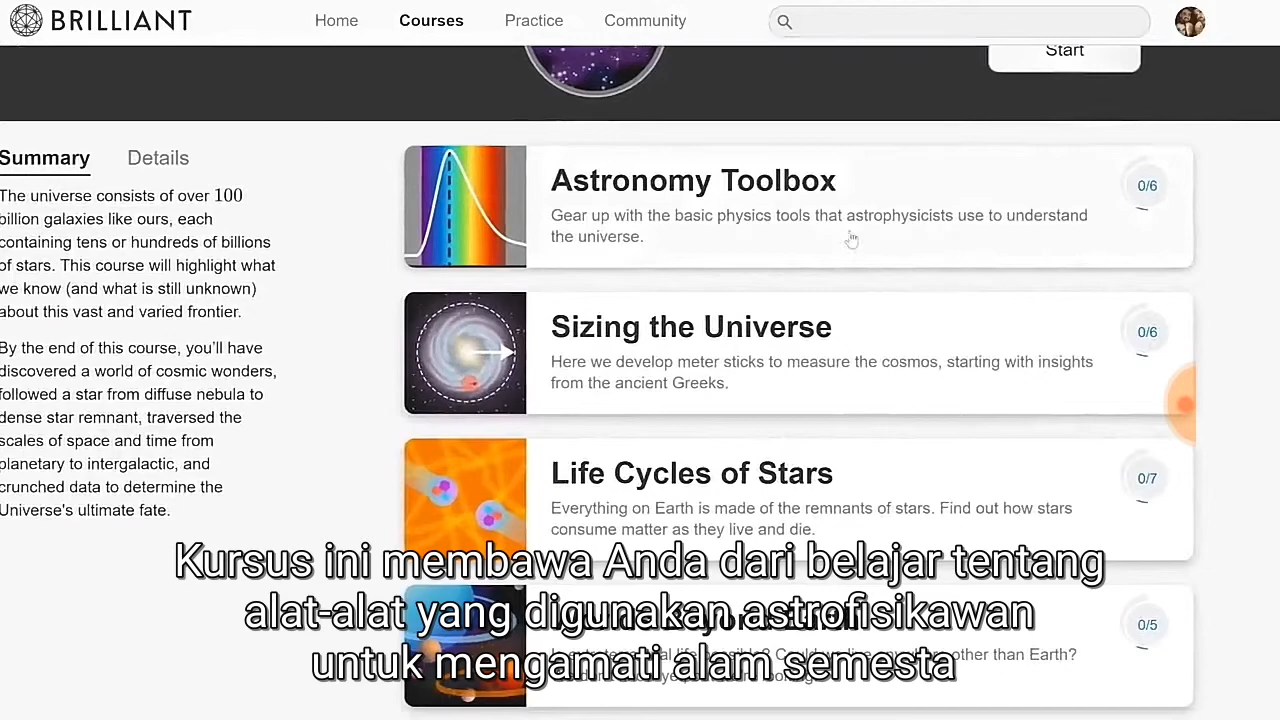 BRILLIANT
Home
Courses
Practice
Community
Start
Summary
Details
The universe consists of over 100
billion galaxies like ours, each
containing tens or hundreds of billions
of stars. This course will highlight what
we know (and what is still unknown)
about this vast and varied frontier.
By the end of this course, you'll have
discovered a world of cosmic wonders,
followed a star from diffuse nebula to
dense star remnant, traversed the
scales of space and time from
planetary to intergalactic, and
crunched data to determine the
Universe's ultimate fate.
Astronomy Toolbox
0/6
Gear up with the basic physics tools that astrophysicists use to understand
the universe.
Sizing the Universe
0/6
Here we develop meter sticks to measure the cosmos, starting with insights
from the ancient Greeks.
Life Cycles of Stars
0/7
Everything on Earth is made of the remnants of stars. Find out how stars
consume matter as they live and die.
0/5
other than Earth?
Kursus ini membawa Anda dari belajar tentang
alat-alat yang digunakan astrofisikawan
untuk mengamati alam semesta